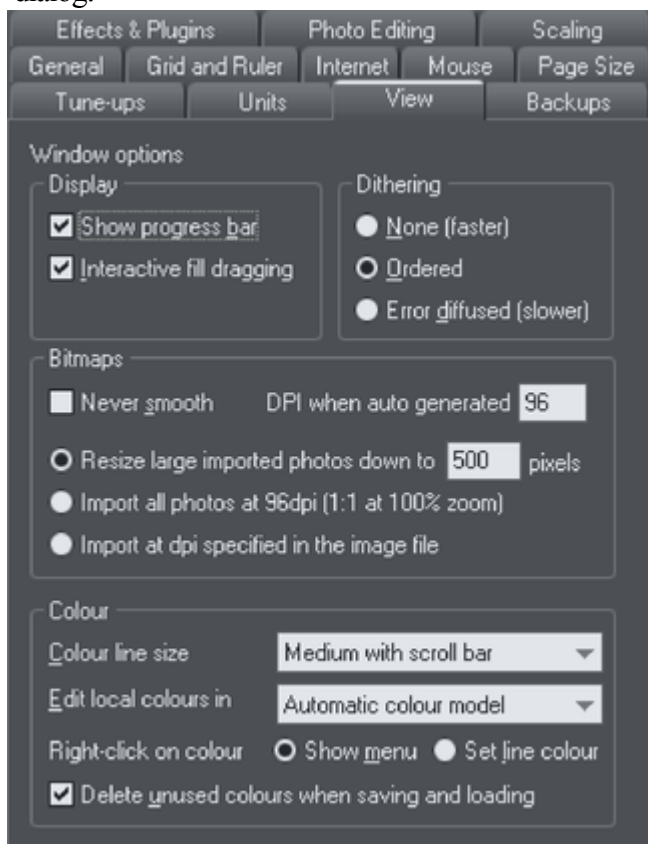 dialog.
Effects & Plugins Photo Editing Scaling
General Grid and Ruler Internet Mouse Page Size
Tune-ups Units View Backups
Window options
Display
Show progress bar
Interactive fill dragging
Dithering
None (faster)
Ordered
Error diffused (slower)
Bitmaps
Never smooth DPI when auto generated 96
Resize large imported photos down to 500 pixels
Import all photos at 96dpi (1:1 at 100% zoom)
Import at dpi specified in the image file
Colour
Colour line size Medium with scroll bar
Edit local colours in Automatic colour model
Right-click on colour Show menu Set line colour
Delete unused colours when saving and loading